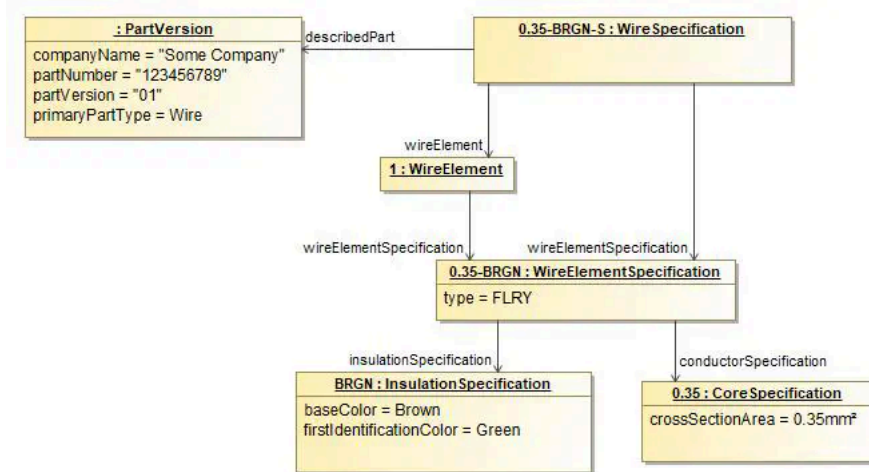 : PartVersion
companyName = "Some Company"
partNumber = "123456789"
partVersion = "01"
primaryPartType = Wire
describedPart
0.35-BRGN-S : WireSpecification
wireElement
1 : WireElement
wireElementSpecification
wireElementSpecification
0.35-BRGN : WireElementSpecification
type = FLRY
insulationSpecification
conductorSpecification
BRGN : InsulationSpecification
baseColor = Brown
firstIdentificationColor = Green
0.35 : CoreSpecification
crossSectionArea = 0.35mm²